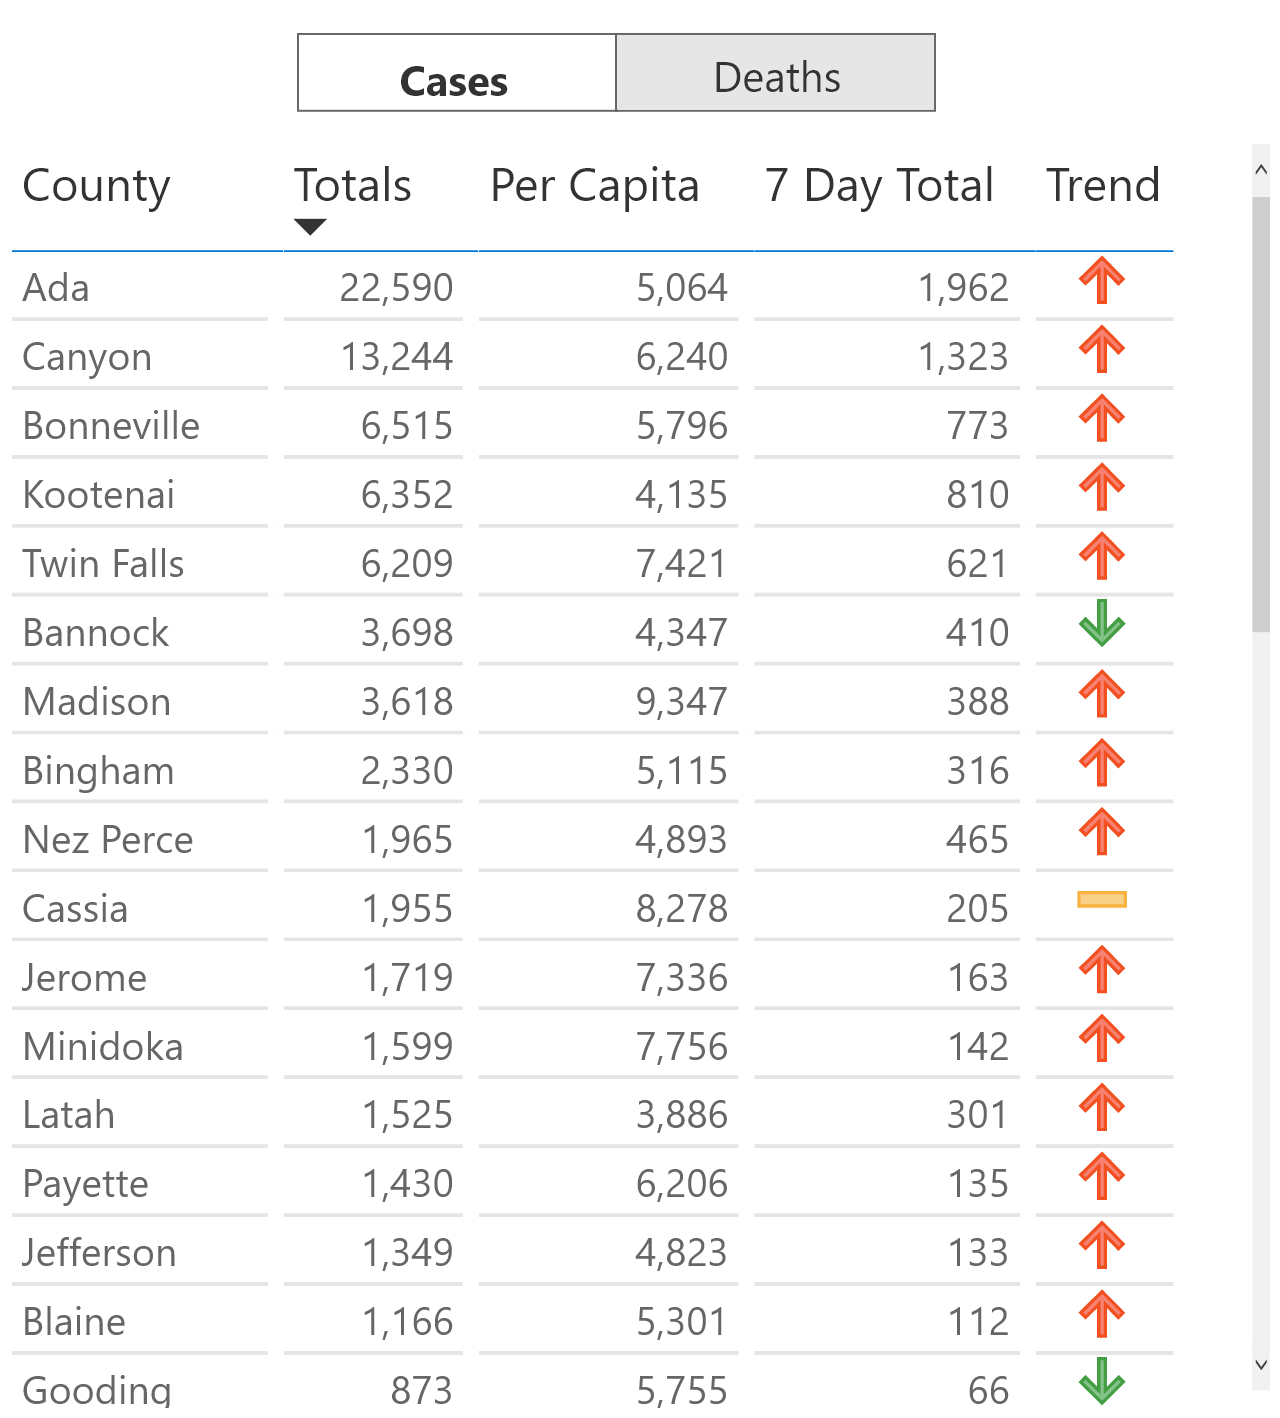 Cases Deaths
County Totals Per Capita 7 Day Total Trend
Ada 22,590 5,064 1,962
Canyon 13,244 6,240 1,323
Bonneville 6,515 5,796 773
Kootenai 6,352 4,135 810
Twin Falls 6,209 7,421 621
Bannock 3,698 4,347 410
Madison 3,618 9,347 388
Bingham 2,330 5,115 316
Nez Perce 1,965 4,893 465
Cassia 1,955 8,278 205
Jerome 1,719 7,336 163
Minidoka 1,599 7,756 142
Latah 1,525 3,886 301
Payette 1,430 6,206 135
Jefferson 1,349 4,823 133
Blaine 1,166 5,301 112
Gooding 873 5,755 66